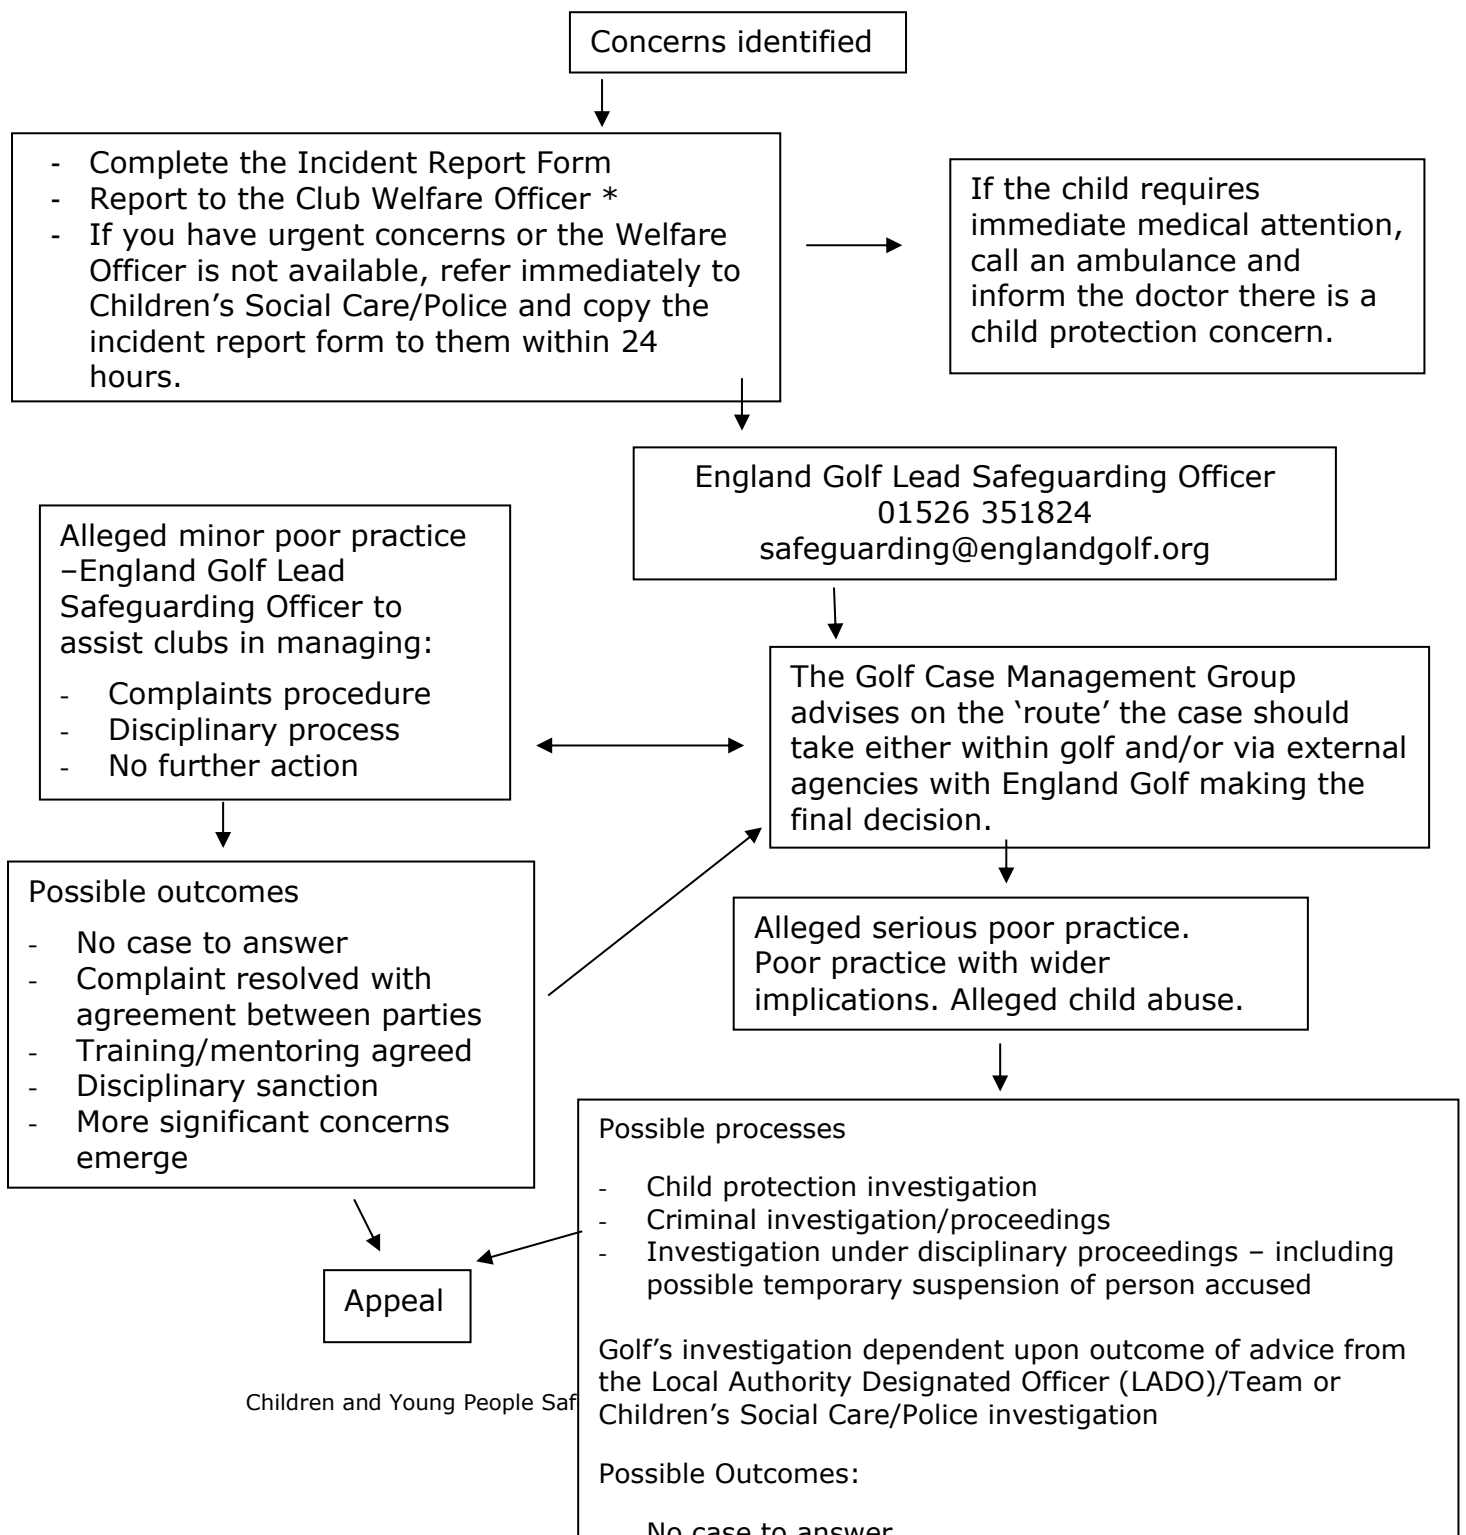 Concerns identified
- Complete the Incident Report Form
- Report to the Club Welfare Officer *
- If you have urgent concerns or the Welfare
Officer is not available, refer immediately to
Children’s Social Care/Police and copy the
incident report form to them within 24
hours.
If the child requires
immediate medical attention,
call an ambulance and
inform the doctor there is a
child protection concern.
England Golf Lead Safeguarding Officer
01526 351824
safeguarding@englandgolf.org
Alleged minor poor practice
–England Golf Lead
Safeguarding Officer to
assist clubs in managing:
- Complaints procedure
- Disciplinary process
- No further action
The Golf Case Management Group
advises on the ‘route’ the case should
take either within golf and/or via external
agencies with England Golf making the
final decision.
Possible outcomes
- No case to answer
- Complaint resolved with
agreement between parties
- Training/mentoring agreed
- Disciplinary sanction
- More significant concerns
emerge
Alleged serious poor practice.
Poor practice with wider
implications. Alleged child abuse.
Possible processes
- Child protection investigation
- Criminal investigation/proceedings
- Investigation under disciplinary proceedings – including
possible temporary suspension of person accused
Golf’s investigation dependent upon outcome of advice from
the Local Authority Designated Officer (LADO)/Team or
Children’s Social Care/Police investigation
Possible Outcomes:
No case to answer
Appeal
Children and Young People Saf